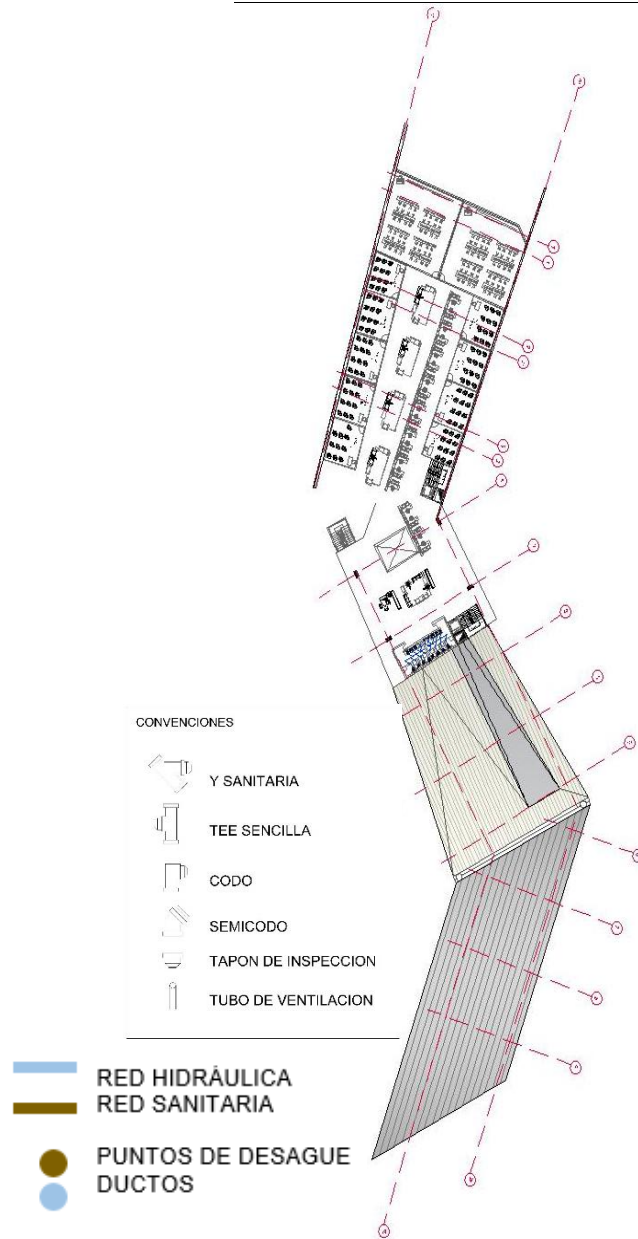 CONVENCIONES
Y SANITARIA
TEE SENCILLA
CODO
SEMICODO
TAPON DE INSPECCION
TUBO DE VENTILACION
RED HIDRÁULICA
RED SANITARIA
PUNTOS DE DESAGUE
DUCTOS